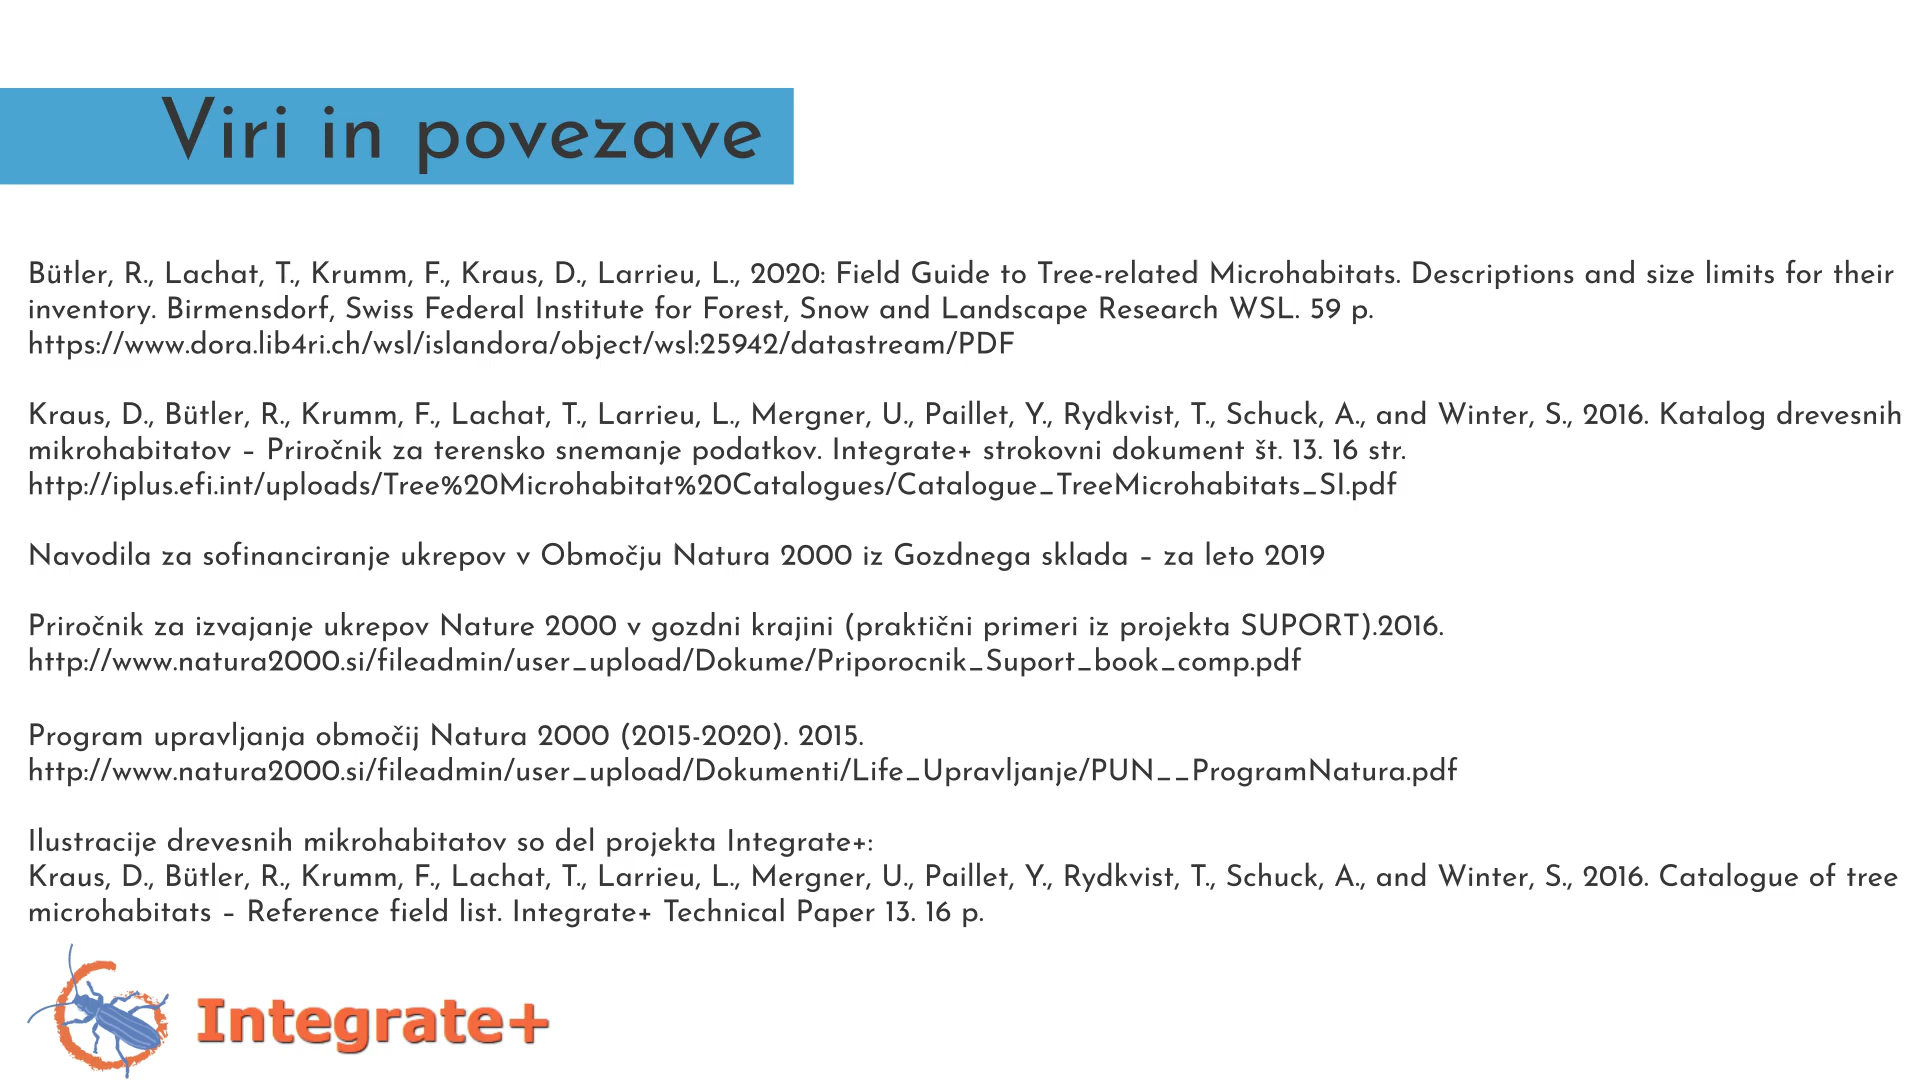 Viri in povezave
Bütler, R., Lachat, T., Krumm, F., Kraus, D., Larrieu, L., 2020: Field Guide to Tree-related Microhabitats. Descriptions and size limits for their
inventory. Birmensdorf, Swiss Federal Institute for Forest, Snow and Landscape Research WSL. 59 p.
https://www.dora.lib4ri.ch/wsl/islandora/object/wsl:25942/datastream/PDF
Kraus, D., Bütler, R., Krumm, F., Lachat, T., Larrieu, L., Mergner, U., Paillet, Y., Rydkvist, T., Schuck, A., and Winter, S., 2016. Katalog drevesnih
mikrohabitatov – Priročnik za terensko snemanje podatkov. Integrate+ strokovni dokument št. 13. 16 str.
http://iplus.efi.int/uploads/Tree%20Microhabitat%20Catalogues/Catalogue_TreeMicrohabitats_SI.pdf
Navodila za sofinanciranje ukrepov v Območju Natura 2000 iz Gozdnega sklada – za leto 2019
Priročnik za izvajanje ukrepov Nature 2000 v gozdni krajini (praktični primeri iz projekta SUPORT).2016.
http://www.natura2000.si/fileadmin/user_upload/Dokume/Priporocnik_Suport_book_comp.pdf
Program upravljanja območij Natura 2000 (2015-2020). 2015.
http://www.natura2000.si/fileadmin/user_upload/Dokumenti/Life_Upravljanje/PUN__ProgramNatura.pdf
Ilustracije drevesnih mikrohabitatov so del projekta Integrate+:
Kraus, D., Bütler, R., Krumm, F., Lachat, T., Larrieu, L., Mergner, U., Paillet, Y., Rydkvist, T., Schuck, A., and Winter, S., 2016. Catalogue of tree
microhabitats – Reference field list. Integrate+ Technical Paper 13. 16 p.
Integrate+